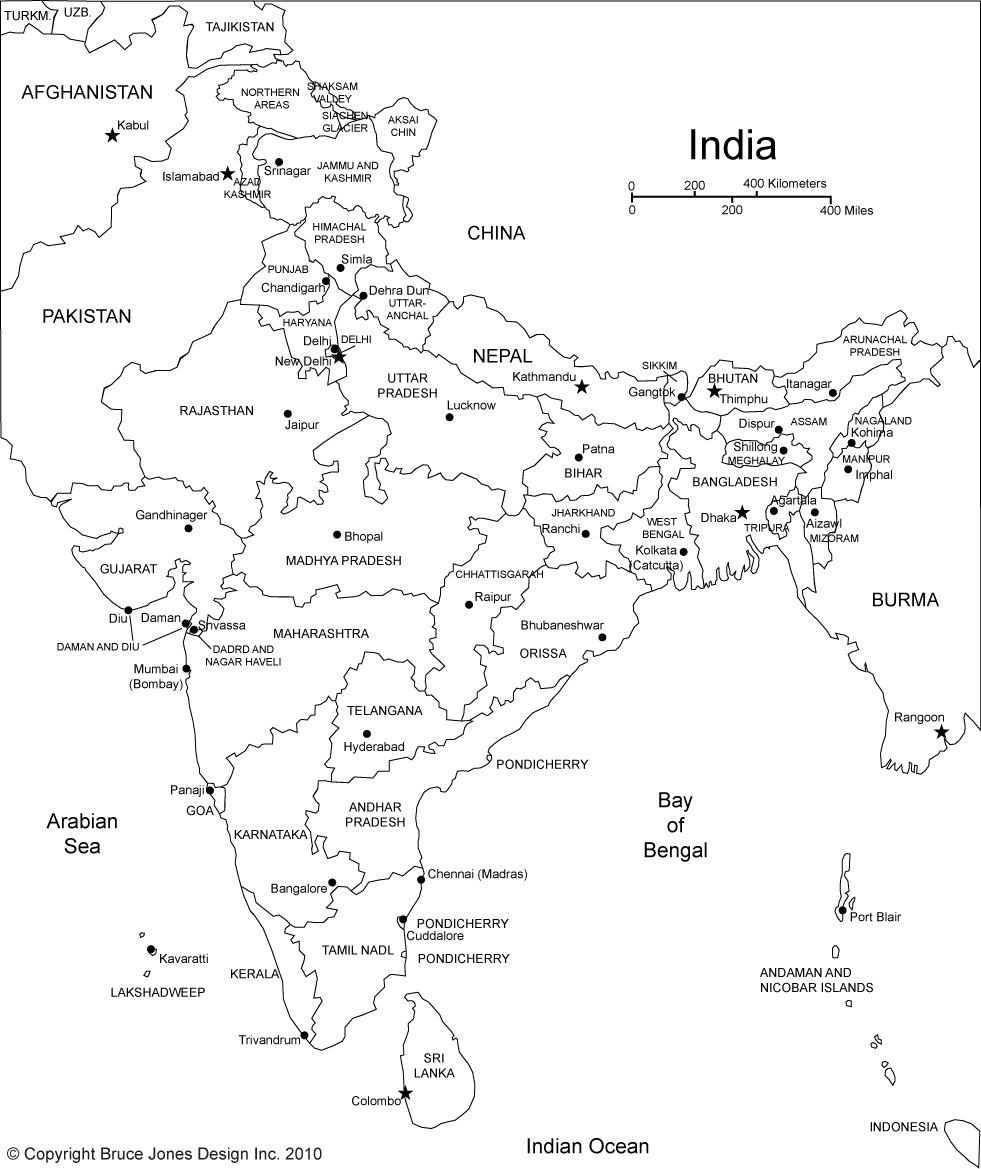 TURKM.
UZB.
TAJIKISTAN
AFGHANISTAN
Kabul
NORTHERN
AREAS
SHAKSAM
VALLEY
SIACHEN
GLACIER
AKSAI
CHIN
India
Islamabad
AZAD
KASHMIR
Srinagar
JAMMU AND
KASHMIR
0 200 400 Kilometers
0 200 400 Miles
CHINA
HIMACHAL
PRADESH
Simla
PUNJAB
Chandigarh
Dehra Dun
UTTAR-
ANCHAL
PAKISTAN
HARYANA
Delhi
DELHI
New Delhi
NEPAL
Kathmandu
SIKKIM
Gangtok
BHUTAN
Thimphu
ARUNACHAL
PRADESH
Itanagar
UTTAR
PRADESH
Lucknow
RAJASTHAN
Jaipur
Dispur
ASSAM
NAGALAND
Kohima
Shillong
MEGHALAY
MANIPUR
Imphal
Patna
BIHAR
BANGLADESH
Dhaka
Agartala
TRIPURA
Aizawl
MIZORAM
Gandhinager
GUJARAT
Bhopal
MADHYA PRADESH
JHARKHAND
Ranchi
WEST
BENGAL
Kolkata
(Catcutta)
CHHATTISGARAH
Raipur
BURMA
Diu
Daman
Shvassa
DAMAN AND DIU
DADRD AND
NAGAR HAVELI
MAHARASHTRA
Bhubaneshwar
ORISSA
Mumbai
(Bombay)
TELANGANA
Hyderabad
Rangoon
PONDICHERRY
Panaji
GOA
ANDHAR
PRADESH
KARNATAKA
Arabian
Sea
Bay
of
Bengal
Bangalore
Chennai (Madras)
Port Blair
PONDICHERRY
Cuddalore
TAMIL NADL
PONDICHERRY
Kavaratti
LAKSHADWEEP
KERALA
ANDAMAN AND
NICOBAR ISLANDS
Trivandrum
SRI
LANKA
Colombo
INDONESIA
Indian Ocean
© Copyright Bruce Jones Design Inc. 2010